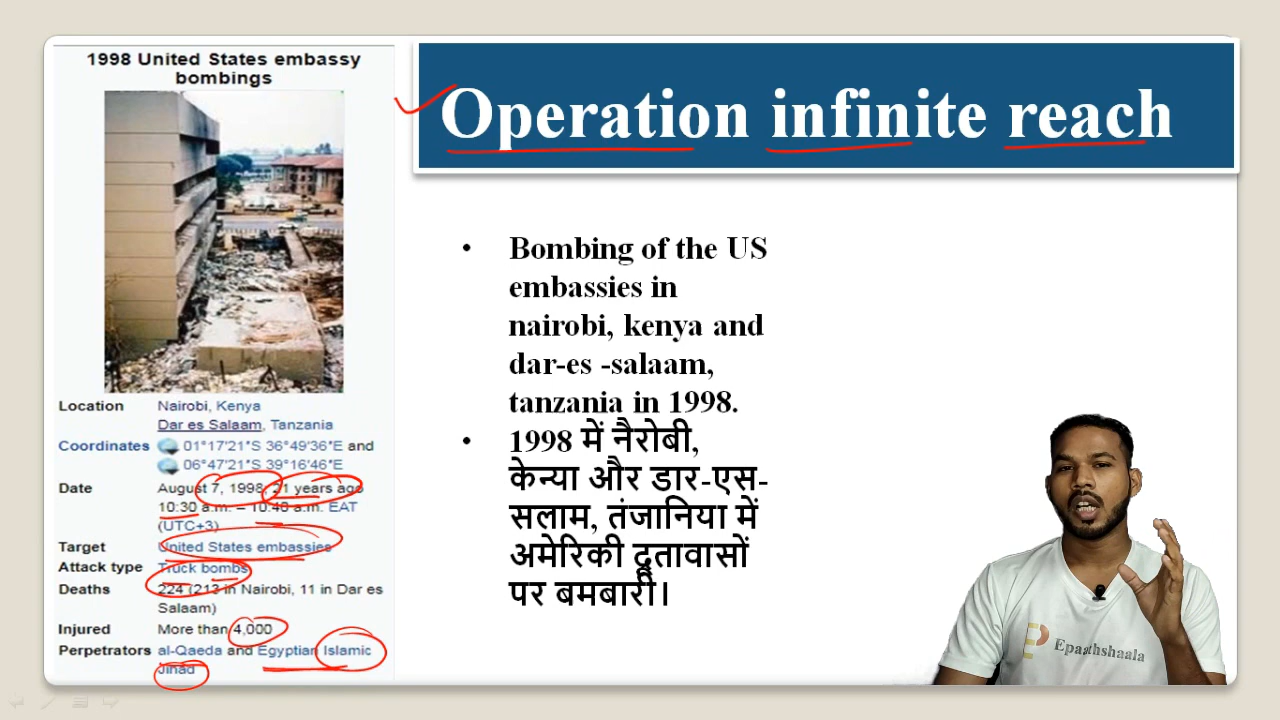 1998 United States embassy
bombings
Location Nairobi, Kenya
Dar es Salaam, Tanzania
Coordinates 01°17′21″S 36°49′36″E and
06°47′21″S 39°16′46″E
Date August 7, 1998, 21 years ago
10:30 a.m. – 10:40 a.m. EAT
(UTC+3)
Target United States embassies
Attack type Truck bombs
Deaths 224 (213 in Nairobi, 11 in Dar es
Salaam)
Injured More than 4,000
Perpetrators al-Qaeda and Egyptian Islamic
Jihad
Operation infinite reach
• Bombing of the US
embassies in
nairobi, kenya and
dar-es -salaam,
tanzania in 1998.
• 1998 में नैरोबी,
केन्या और डार-एस-
सलाम, तंजानिया में
अमेरिकी दूतावासों
पर बमबारी।
Epaathshaala